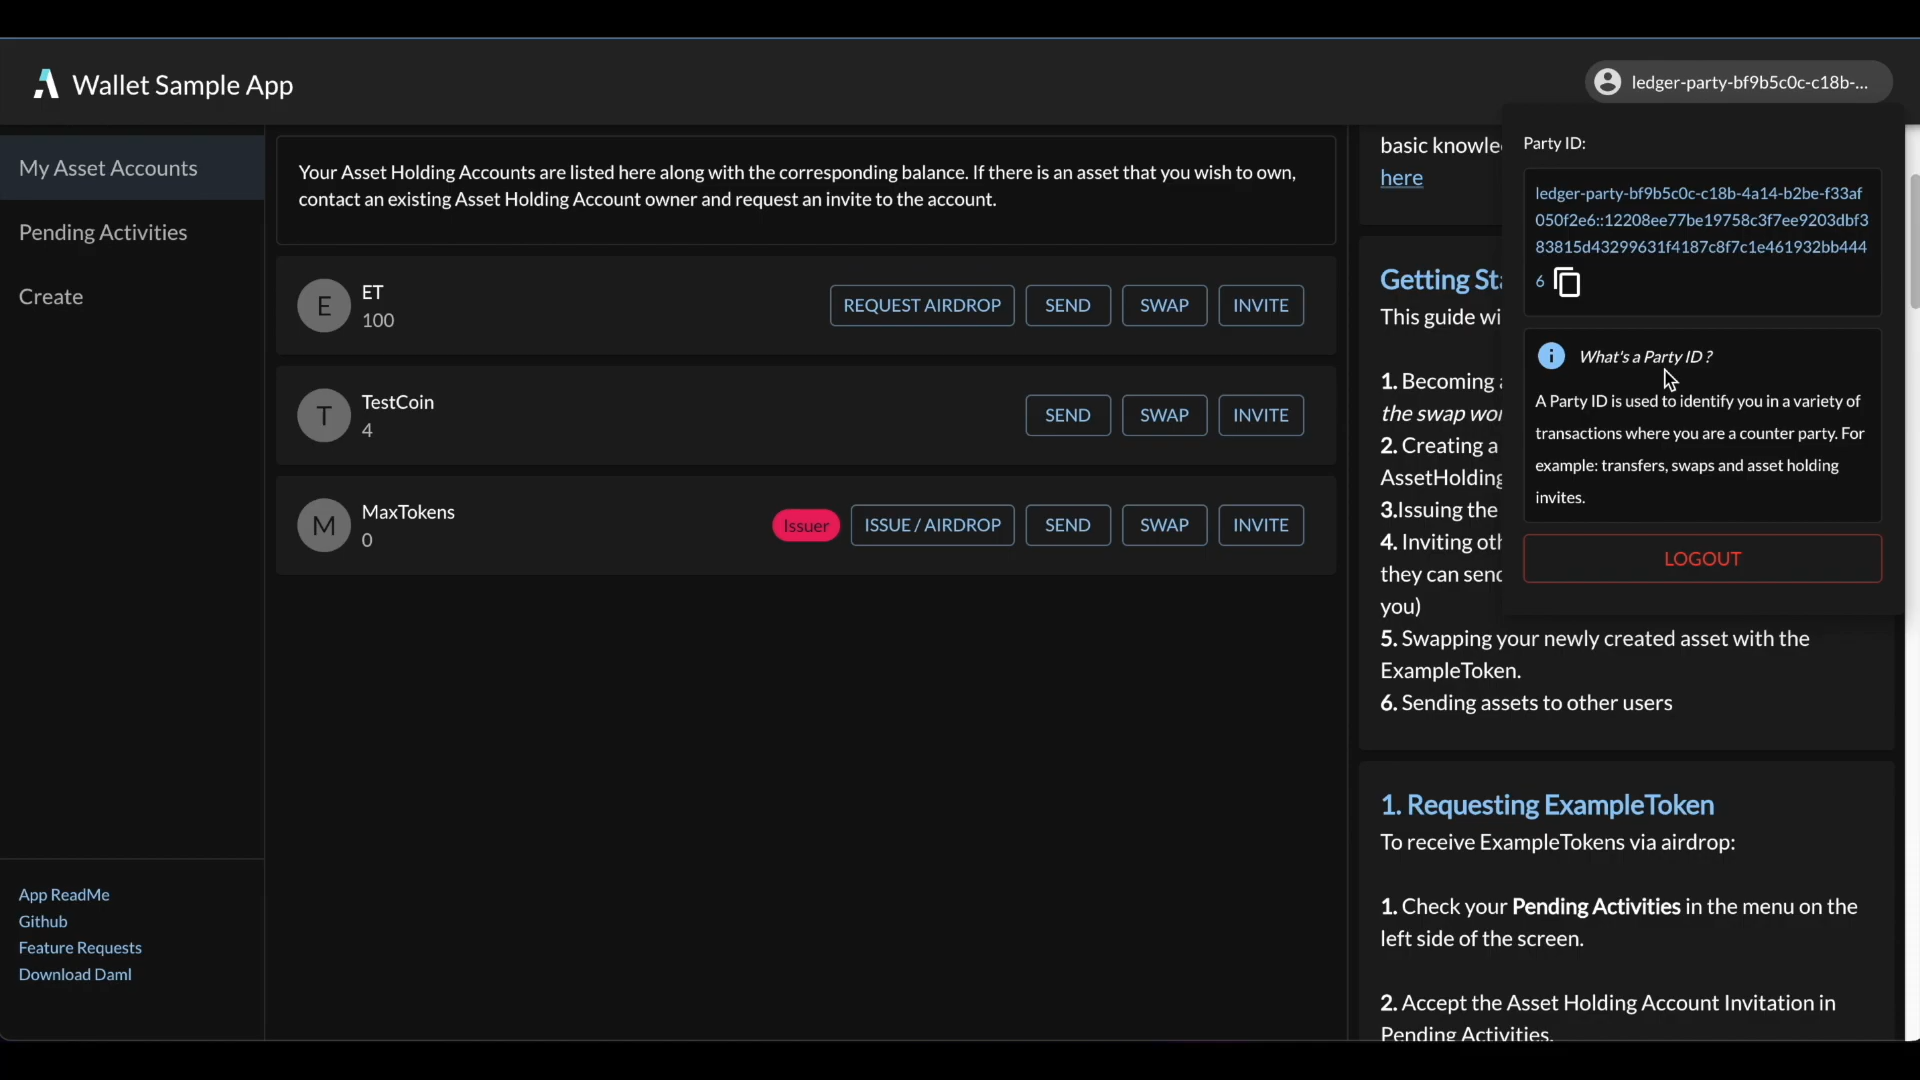 Wallet Sample App
ledger-party-bf9b5c0c-c18b-...
My Asset Accounts
Pending Activities
Create
App ReadMe
Github
Feature Requests
Download Daml
Your Asset Holding Accounts are listed here along with the corresponding balance. If there is an asset that you wish to own,
contact an existing Asset Holding Account owner and request an invite to the account.
E
ET
100
REQUEST AIRDROP
SEND
SWAP
INVITE
T
TestCoin
4
SEND
SWAP
INVITE
M
MaxTokens
0
Issuer
ISSUE / AIRDROP
SEND
SWAP
INVITE
Party ID:
ledger-party-bf9b5c0c-c18b-4a14-b2be-f33af
050f2e6::12208ee77be19758c3f7ee9203dbf3
83815d43299631f4187c8f7c1e461932bb444
6
What's a Party ID ?
A Party ID is used to identify you in a variety of
transactions where you are a counter party. For
example: transfers, swaps and asset holding
invites.
LOGOUT
basic
here
Getting
This guide
1. Becoming
the swap
2. Creating a
3.Issuing the
4. Inviting
they can
you)
5. Swapping your newly created asset with the
ExampleToken.
6. Sending assets to other users
1. Requesting ExampleToken
To receive ExampleTokens via airdrop:
1. Check your Pending Activities in the menu on the
left side of the screen.
2. Accept the Asset Holding Account Invitation in
Pending Activities.